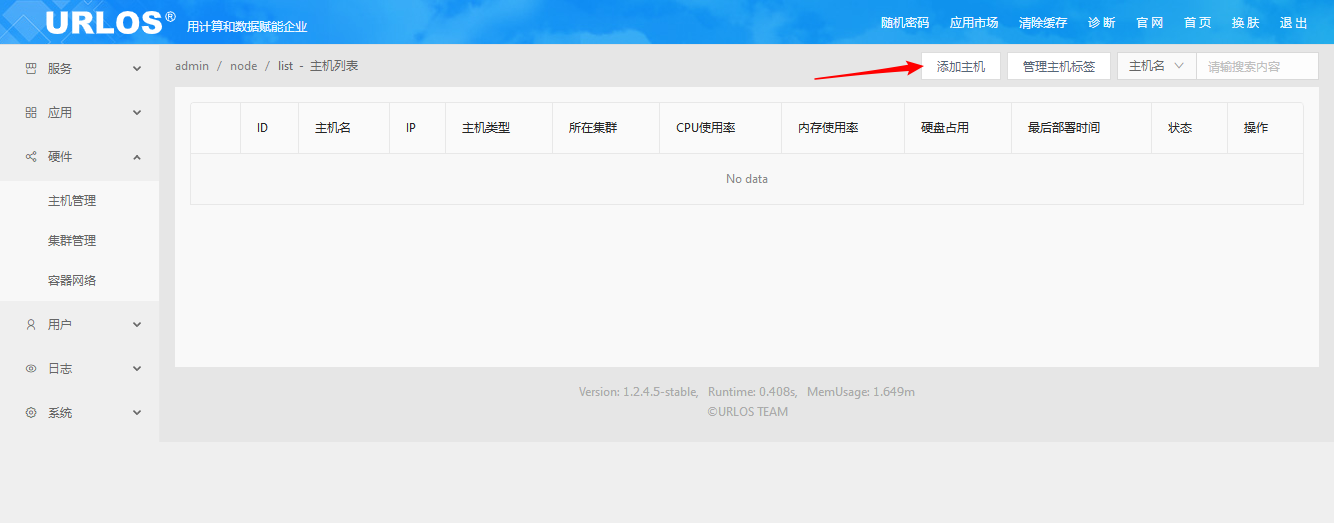 URLOS® 用计算和数据赋能企业 随机密码 应用市场 清除缓存 诊 断 官 网 首 页 换 肤 退 出
服务
应用
硬件
主机管理
集群管理
容器网络
用户
日志
系统
admin / node / list - 主机列表 添加主机 管理主机标签 主机名 请输搜索内容
ID 主机名 IP 主机类型 所在集群 CPU使用率 内存使用率 硬盘占用 最后部署时间 状态 操作
No data
Version: 1.2.4.5-stable, Runtime: 0.408s, MemUsage: 1.649m
©URLOS TEAM